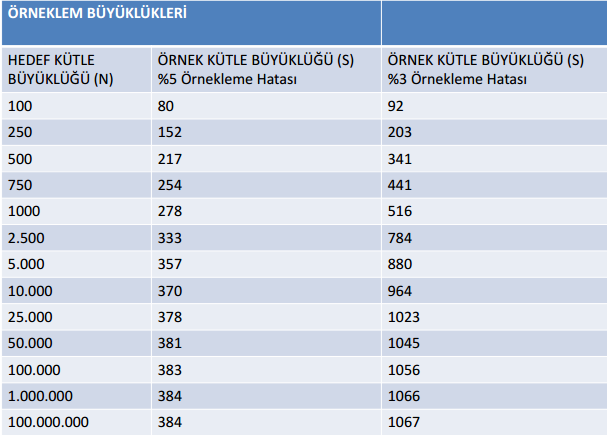 ÖRNEKLEM BÜYÜKLÜKLERİ
HEDEF KÜTLE BÜYÜKLÜĞÜ (N) ÖRNEK KÜTLE BÜYÜKLÜĞÜ (S) %5 Örnekleme Hatası ÖRNEK KÜTLE BÜYÜKLÜĞÜ (S) %3 Örnekleme Hatası
100 80 92
250 152 203
500 217 341
750 254 441
1000 278 516
2.500 333 784
5.000 357 880
10.000 370 964
25.000 378 1023
50.000 381 1045
100.000 383 1056
1.000.000 384 1066
100.000.000 384 1067